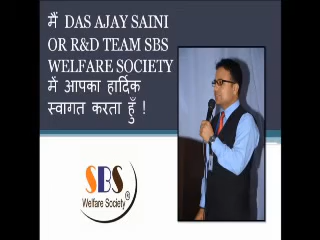 मैं DAS AJAY SAINI
OR R&D TEAM SBS
WELFARE SOCIETY
में आपका हार्दिक
स्वागत करता हूँ !
SBS
Welfare Society
®